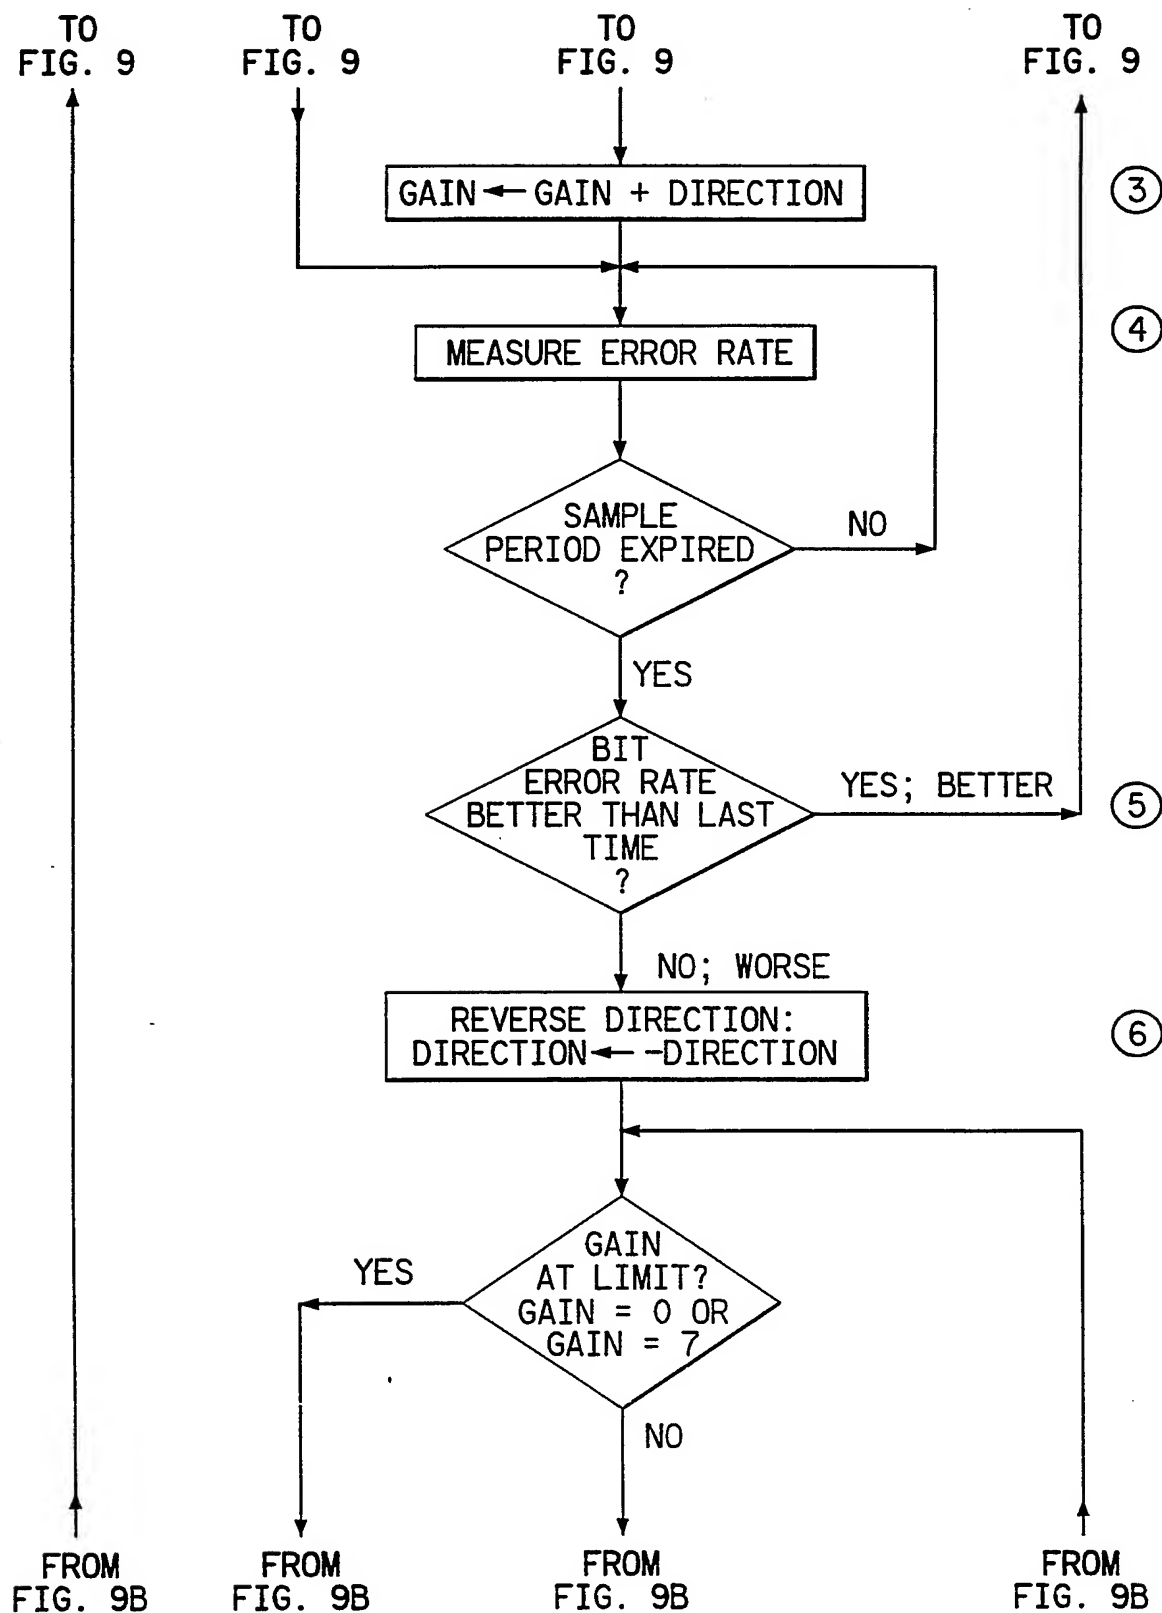 TO
FIG. 9
TO
FIG. 9
TO
FIG. 9
TO
FIG. 9
GAIN ← GAIN + DIRECTION
3
MEASURE ERROR RATE
4
SAMPLE
PERIOD EXPIRED
?
NO
YES
BIT
ERROR RATE
BETTER THAN LAST
TIME
?
YES; BETTER
5
NO; WORSE
REVERSE DIRECTION:
DIRECTION ← -DIRECTION
6
GAIN
AT LIMIT?
GAIN = 0 OR
GAIN = 7
YES
NO
FROM
FIG. 9B
FROM
FIG. 9B
FROM
FIG. 9B
FROM
FIG. 9B